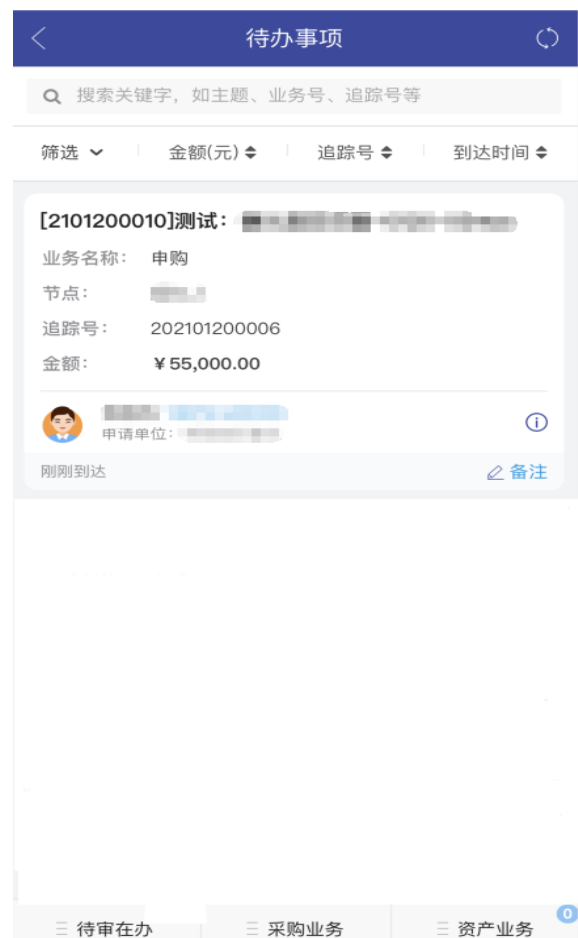 待办事项
搜索关键字，如主题、业务号、追踪号等
筛选 金额(元) 追踪号 到达时间
[2101200010]测试：
业务名称： 申购
节点：
追踪号： 202101200006
金额： ￥55,000.00
申请单位：
刚刚到达 备注
0
待审在办 采购业务 资产业务